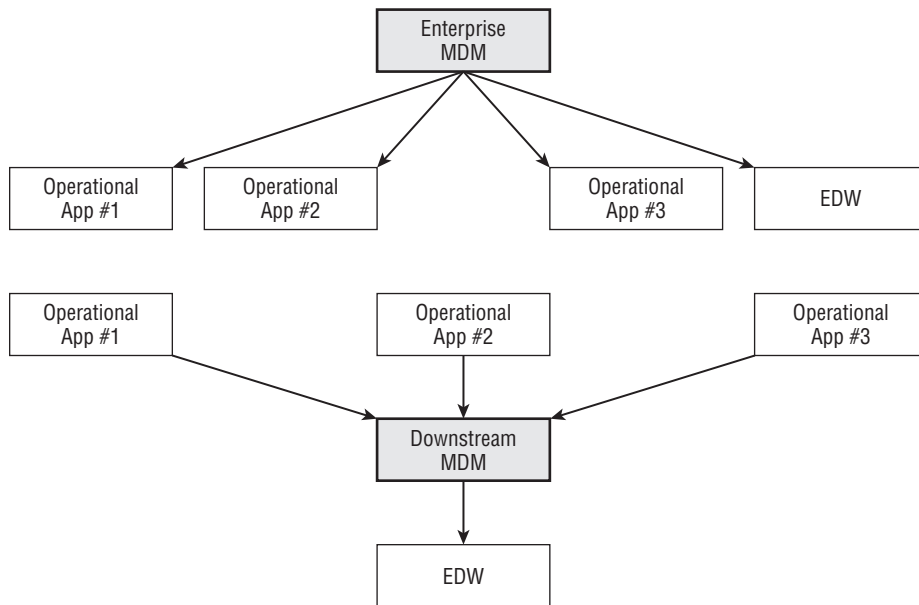 Enterprise
MDM
Operational
App #1
Operational
App #2
Operational
App #3
EDW
Operational
App #1
Operational
App #2
Operational
App #3
Downstream
MDM
EDW